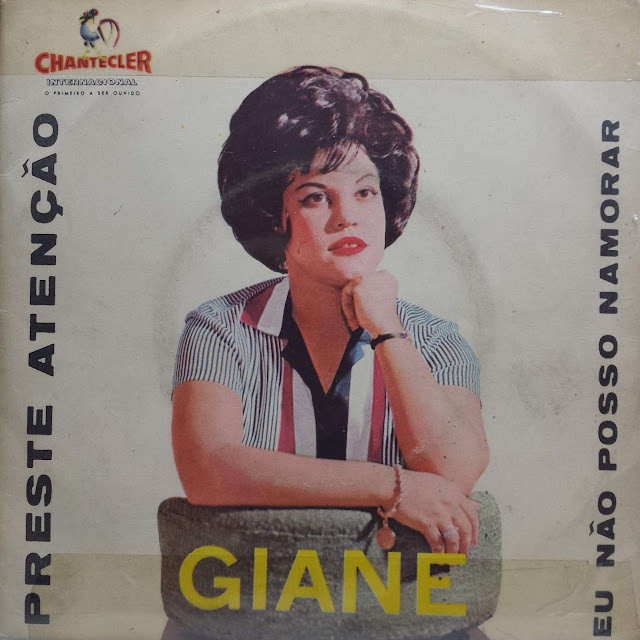 CHANTECLER
INTERNACIONAL
O PRIMEIRO A SER OUVIDO
PRESTE ATENÇÃO
EU NÃO POSSO NAMORAR
GIANE